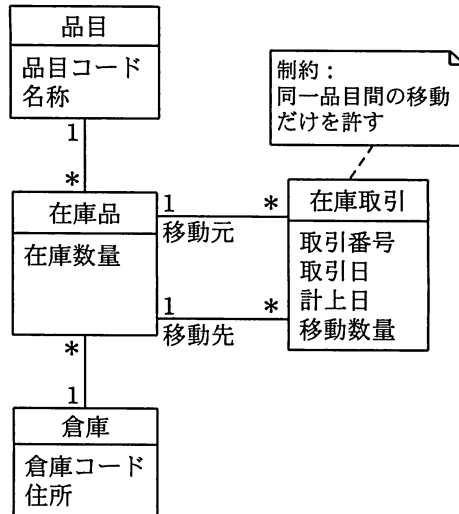 品目
品目コード
名称
制約：
同一品目間の移動
だけを許す
1
*
在庫品
在庫数量
1
*
移動元
1
*
移動先
在庫取引
取引番号
取引日
計上日
移動数量
*
1
倉庫
倉庫コード
住所